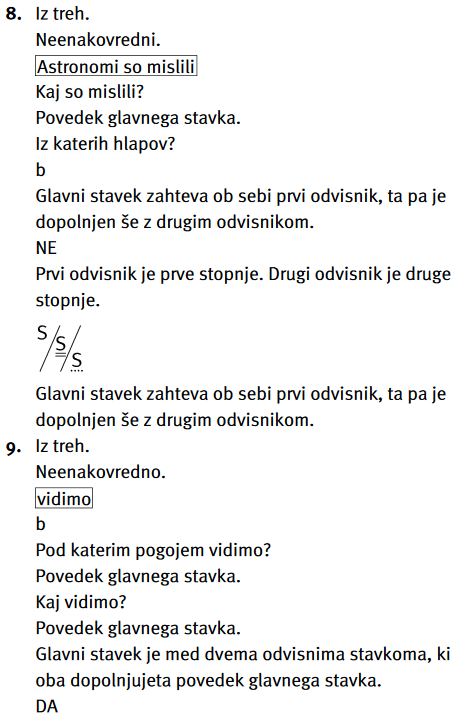 8. Iz treh.
Neenakovredni.
Astronomi so mislili
Kaj so mislili?
Povedek glavnega stavka.
Iz katerih hlapov?
b
Glavni stavek zahteva ob sebi prvi odvisnik, ta pa je
dopolnjen še z drugim odvisnikom.
NE
Prvi odvisnik je prve stopnje. Drugi odvisnik je druge
stopnje.
S/S/S
Glavni stavek zahteva ob sebi prvi odvisnik, ta pa je
dopolnjen še z drugim odvisnikom.
9. Iz treh.
Neenakovredno.
vidimo
b
Pod katerim pogojem vidimo?
Povedek glavnega stavka.
Kaj vidimo?
Povedek glavnega stavka.
Glavni stavek je med dvema odvisnima stavkoma, ki
oba dopolnjujeta povedek glavnega stavka.
DA